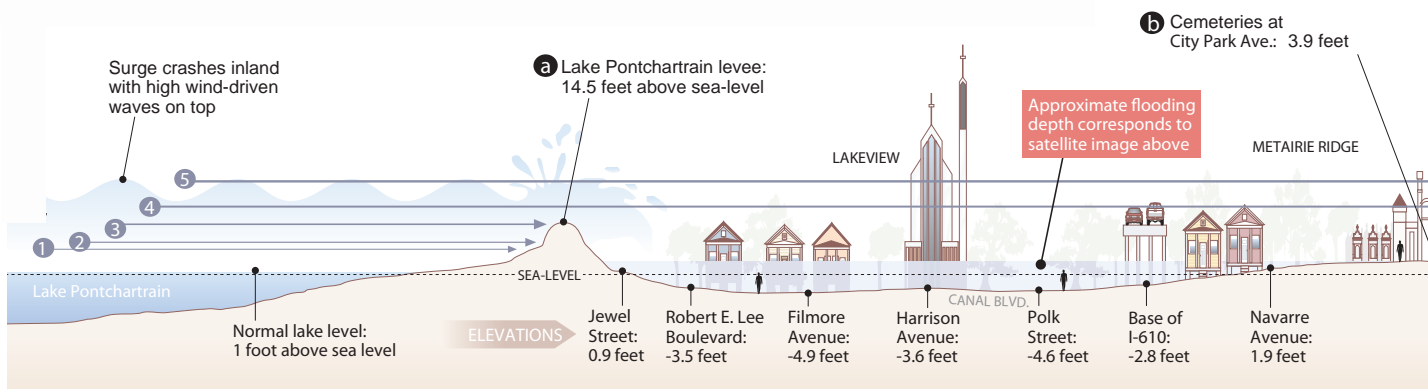 b Cemeteries at
City Park Ave.: 3.9 feet
Surge crashes inland
with high wind-driven
waves on top
a Lake Pontchartrain levee:
14.5 feet above sea-level
Approximate flooding
depth corresponds to
satellite image above
LAKEVIEW
METAIRIE RIDGE
5
4
3
2
1
SEA-LEVEL
Lake Pontchartrain
CANAL BLVD.
Normal lake level:
1 foot above sea level
ELEVATIONS
Jewel
Street:
0.9 feet
Robert E. Lee
Boulevard:
-3.5 feet
Filmore
Avenue:
-4.9 feet
Harrison
Avenue:
-3.6 feet
Polk
Street:
-4.6 feet
Base of
I-610:
-2.8 feet
Navarre
Avenue:
1.9 feet